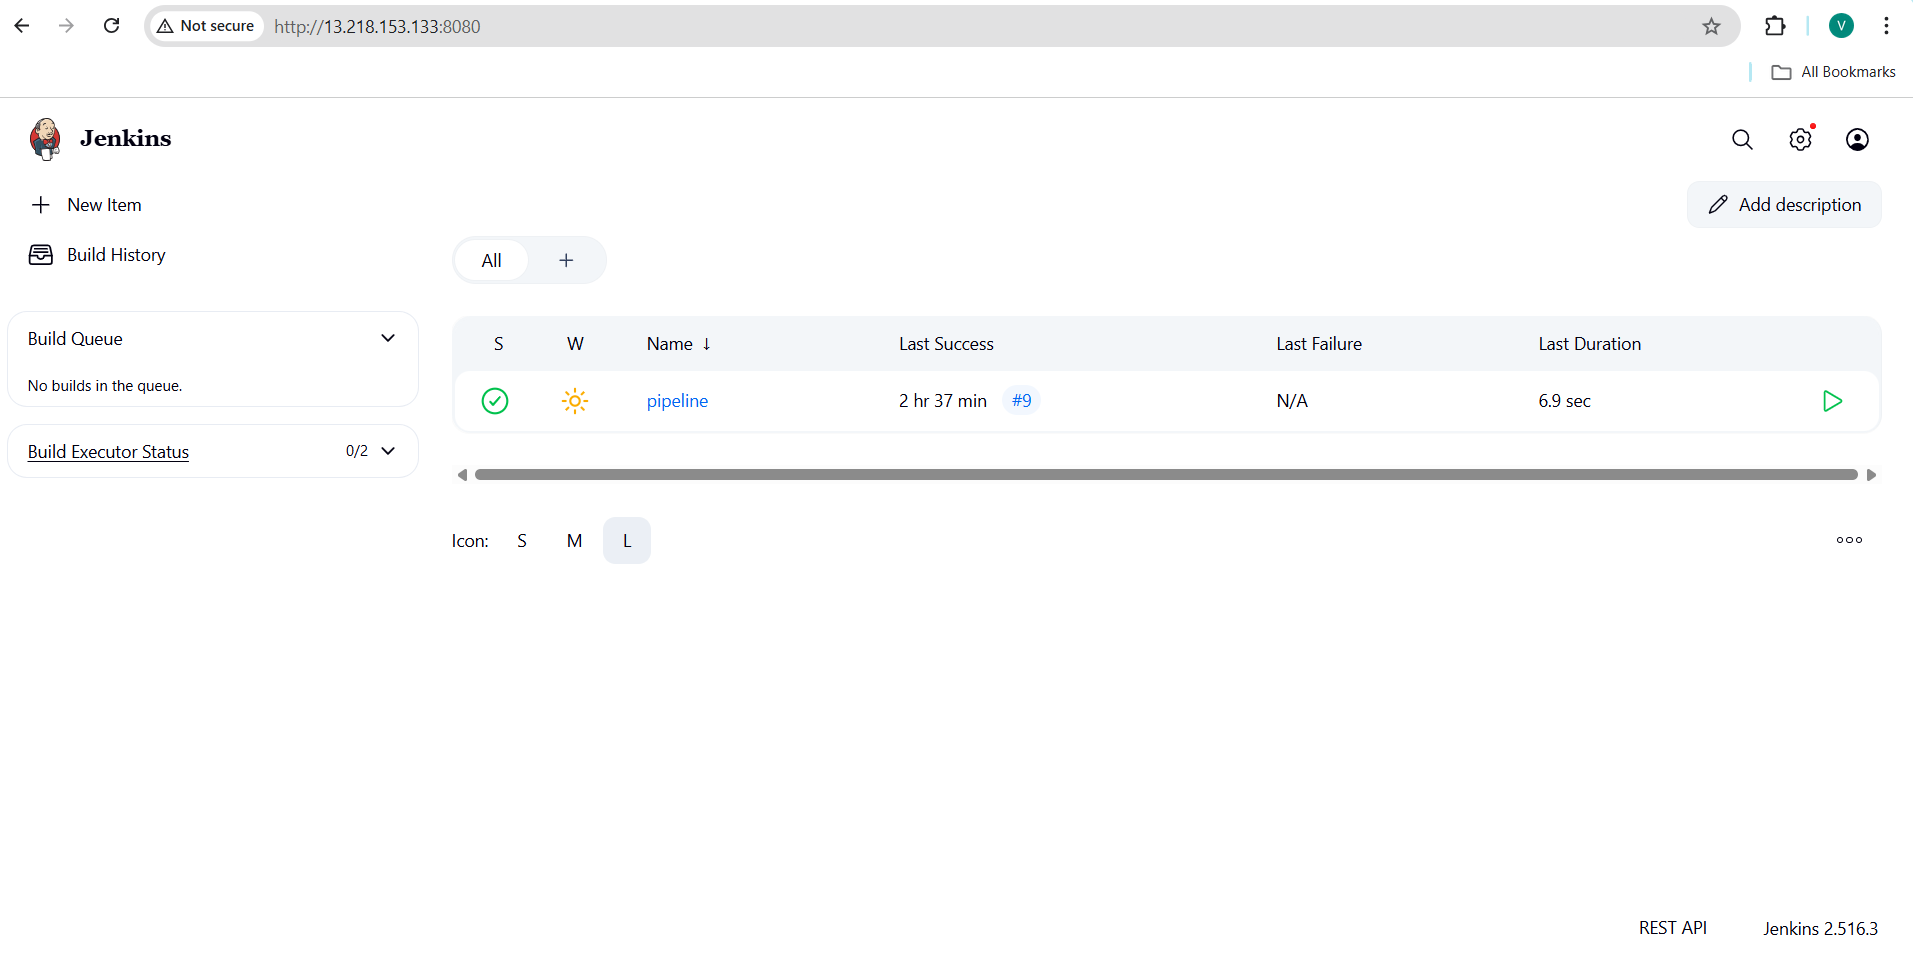 Not secure http://13.218.153.133:8080
V
All Bookmarks
Jenkins
New Item
Add description
Build History
All +
Build Queue
No builds in the queue.
Build Executor Status 0/2
S W Name ↓ Last Success Last Failure Last Duration
pipeline 2 hr 37 min #9 N/A 6.9 sec
Icon: S M L
REST API Jenkins 2.516.3